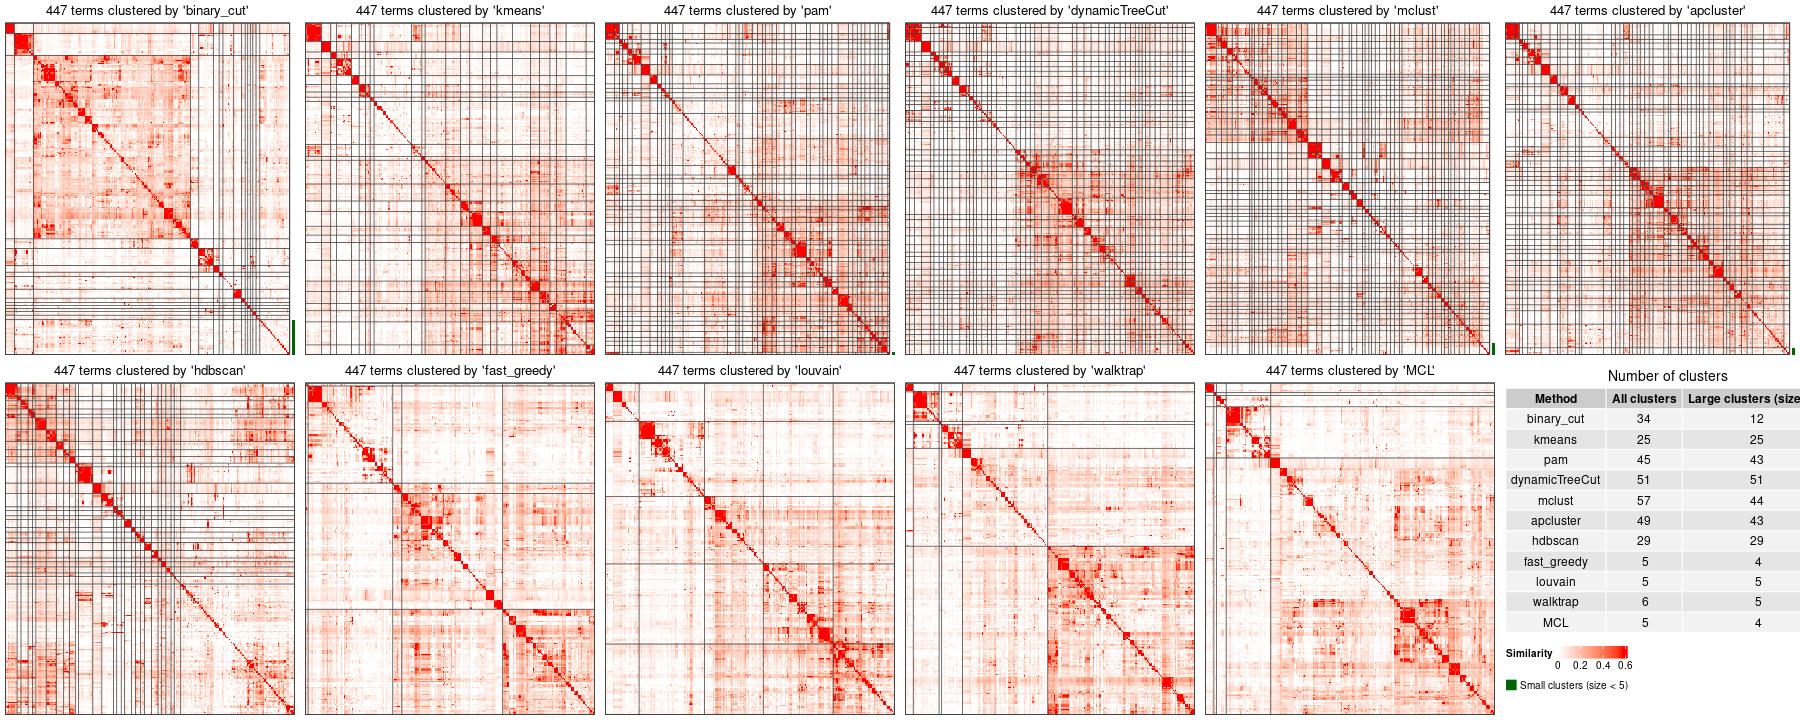 447 terms clustered by 'binary_cut'
447 terms clustered by 'kmeans'
447 terms clustered by 'pam'
447 terms clustered by 'dynamicTreeCut'
447 terms clustered by 'mclust'
447 terms clustered by 'apcluster'
447 terms clustered by 'hdbscan'
447 terms clustered by 'fast_greedy'
447 terms clustered by 'louvain'
447 terms clustered by 'walktrap'
447 terms clustered by 'MCL'
Number of clusters
Method All clusters Large clusters (size
binary_cut 34 12
kmeans 25 25
pam 45 43
dynamicTreeCut 51 51
mclust 57 44
apcluster 49 43
hdbscan 29 29
fast_greedy 5 4
louvain 5 5
walktrap 6 5
MCL 5 4
Similarity
0 0.2 0.4 0.6
Small clusters (size < 5)